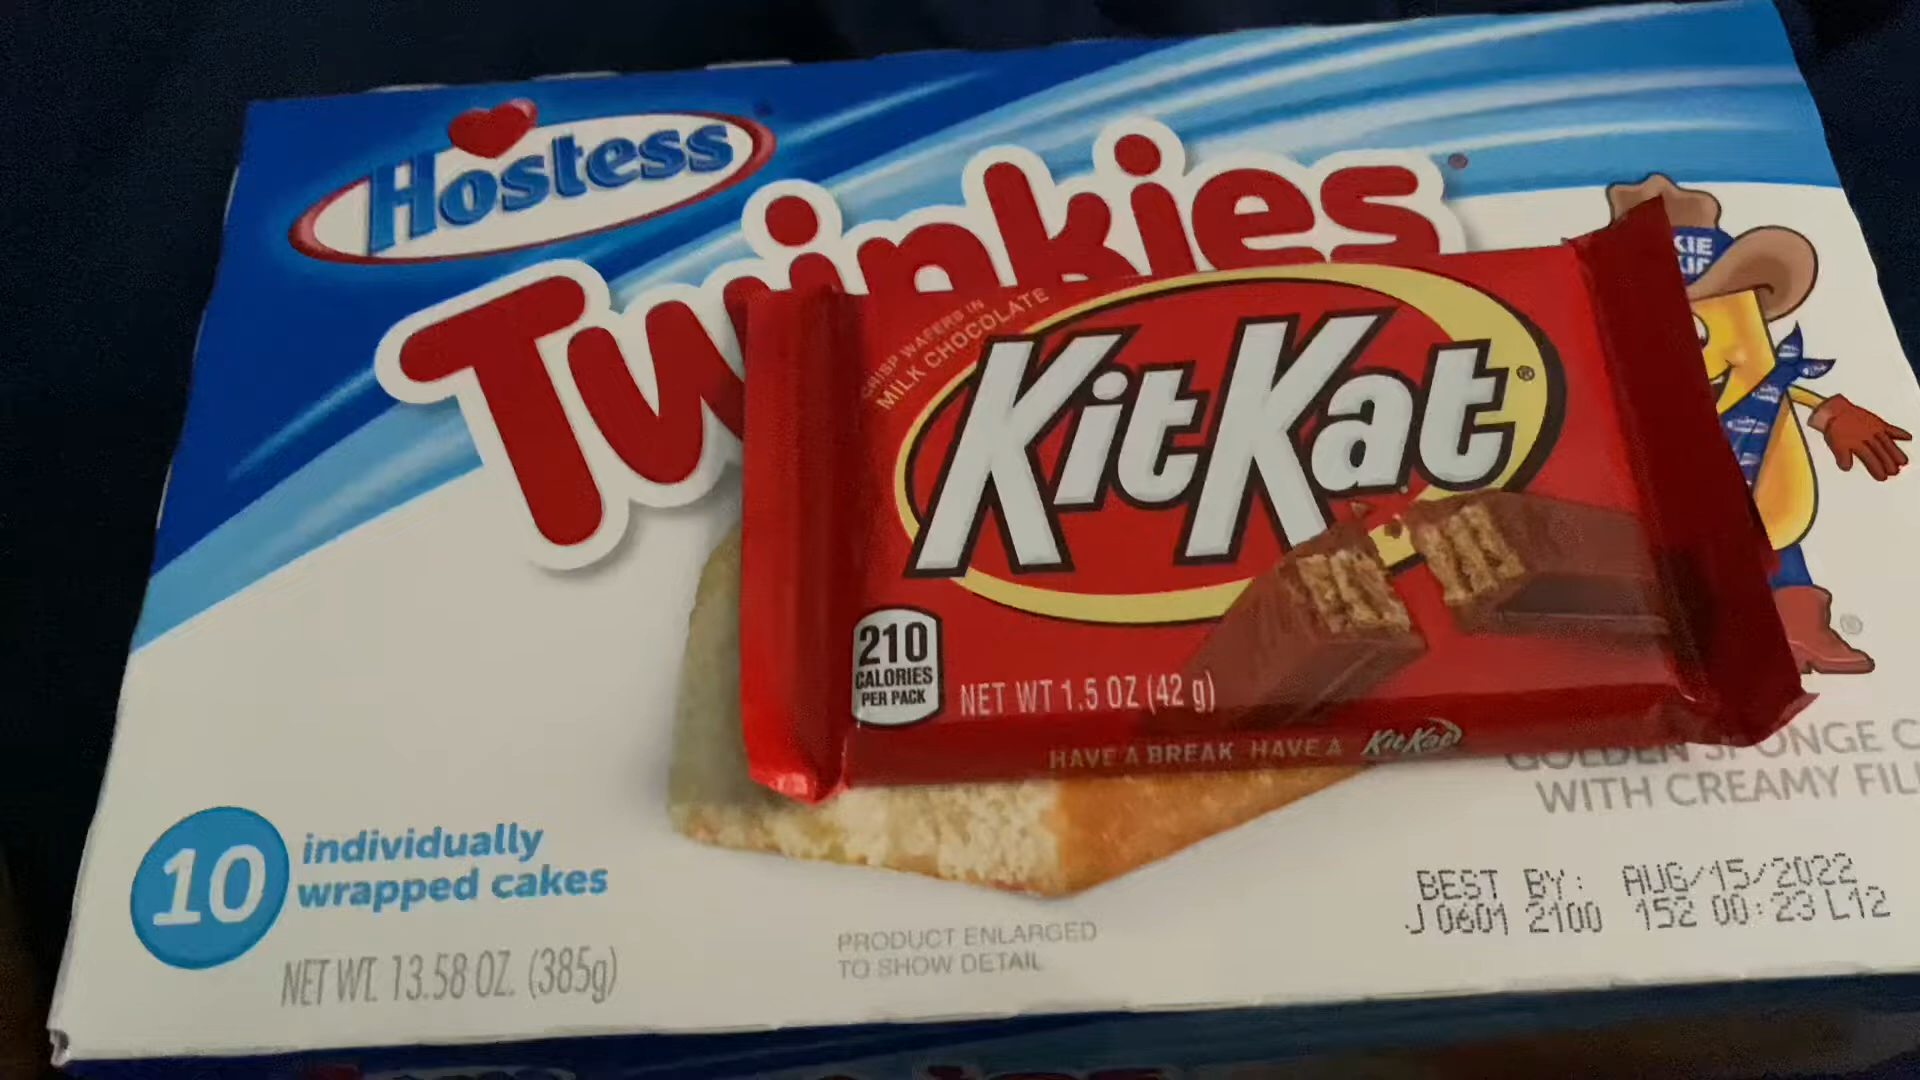 Hostess
Twinkies
CRISP WAFERS IN
MILK CHOCOLATE
KitKat®
210
CALORIES
PER PACK
NET WT 1.5 OZ (42 g)
HAVE A BREAK HAVE A KitKat
GOLDEN SPONGE C
WITH CREAMY FIL
10
individually
wrapped cakes
NET WT. 13.58 OZ. (385g)
PRODUCT ENLARGED
TO SHOW DETAIL
BEST BY: AUG/15/2022
J 0601 2100 152 00:23 L12